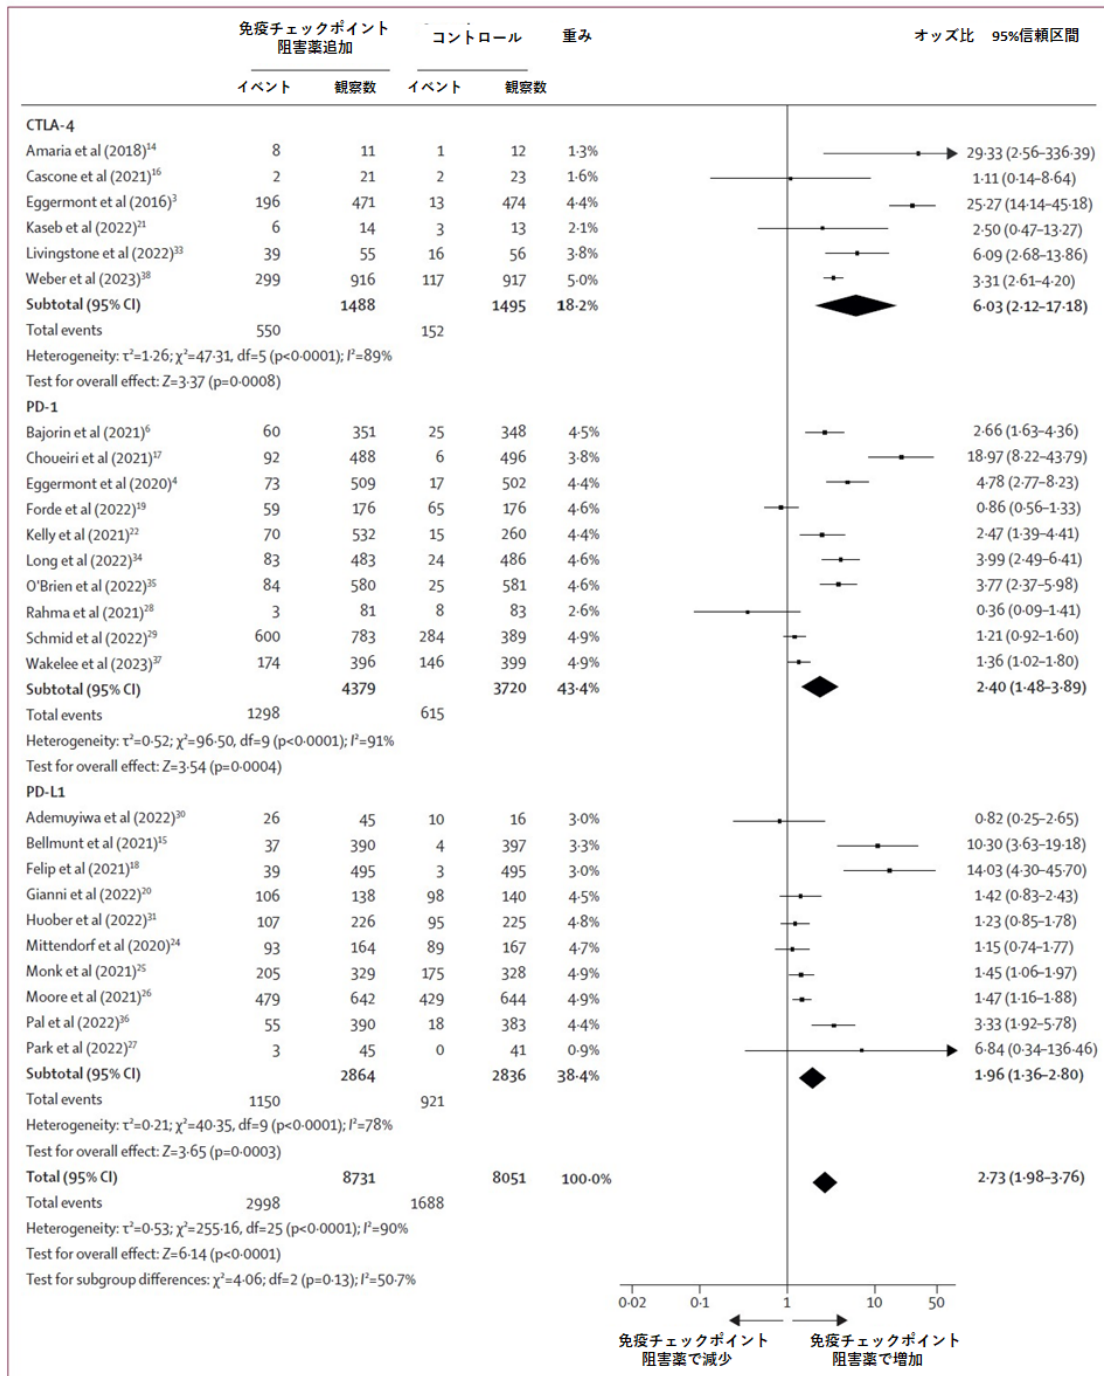 免疫チェックポイント
阻害薬追加
コントロール
重み
オッズ比 95%信頼区間
イベント 観察数 イベント 観察数
CTLA-4
Amaria et al (2018)¹⁴ 8 11 1 12 1·3% 29·33 (2·56–336·39)
Cascone et al (2021)¹⁶ 2 21 2 23 1·6% 1·11 (0·14–8·64)
Eggermont et al (2016)³ 196 471 13 474 4·4% 25·27 (14·14–45·18)
Kaseb et al (2022)²¹ 6 14 3 13 2·1% 2·50 (0·47–13·27)
Livingstone et al (2022)³³ 39 55 16 56 3·8% 6·09 (2·68–13·86)
Weber et al (2023)³⁸ 299 916 117 917 5·0% 3·31 (2·61–4·20)
Subtotal (95% CI) 1488 1495 18·2% 6·03 (2·12–17·18)
Total events 550 152
Heterogeneity: τ²=1·26; χ²=47·31, df=5 (p<0·0001); I²=89%
Test for overall effect: Z=3·37 (p=0·0008)
PD-1
Bajorin et al (2021)⁶ 60 351 25 348 4·5% 2·66 (1·63–4·36)
Choueiri et al (2021)¹⁷ 92 488 6 496 3·8% 18·97 (8·22–43·79)
Eggermont et al (2020)⁴ 73 509 17 502 4·4% 4·78 (2·77–8·23)
Forde et al (2022)¹⁹ 59 176 65 176 4·6% 0·86 (0·56–1·33)
Kelly et al (2021)²² 70 532 15 260 4·4% 2·47 (1·39–4·41)
Long et al (2022)³⁴ 83 483 24 486 4·6% 3·99 (2·49–6·41)
O'Brien et al (2022)³⁵ 84 580 25 581 4·6% 3·77 (2·37–5·98)
Rahma et al (2021)²⁸ 3 81 8 83 2·6% 0·36 (0·09–1·41)
Schmid et al (2022)²⁹ 600 783 284 389 4·9% 1·21 (0·92–1·60)
Wakelee et al (2023)³⁷ 174 396 146 399 4·9% 1·36 (1·02–1·80)
Subtotal (95% CI) 4379 3720 43·4% 2·40 (1·48–3·89)
Total events 1298 615
Heterogeneity: τ²=0·52; χ²=96·50, df=9 (p<0·0001); I²=91%
Test for overall effect: Z=3·54 (p=0·0004)
PD-L1
Ademuyiwa et al (2022)³⁰ 26 45 10 16 3·0% 0·82 (0·25–2·65)
Bellmunt et al (2021)¹⁵ 37 390 4 397 3·3% 10·30 (3·63–19·18)
Felip et al (2021)¹⁸ 39 495 3 495 3·0% 14·03 (4·30–45·70)
Gianni et al (2022)²⁰ 106 138 98 140 4·5% 1·42 (0·83–2·43)
Huober et al (2022)³¹ 107 226 95 225 4·8% 1·23 (0·85–1·78)
Mittendorf et al (2020)²⁴ 93 164 89 167 4·7% 1·15 (0·74–1·77)
Monk et al (2021)²⁵ 205 329 175 328 4·9% 1·45 (1·06–1·97)
Moore et al (2021)²⁶ 479 642 429 644 4·9% 1·47 (1·16–1·88)
Pal et al (2022)³⁶ 55 390 18 383 4·4% 3·33 (1·92–5·78)
Park et al (2022)²⁷ 3 45 0 41 0·9% 6·84 (0·34–136·46)
Subtotal (95% CI) 2864 2836 38·4% 1·96 (1·36–2·80)
Total events 1150 921
Heterogeneity: τ²=0·21; χ²=40·35, df=9 (p<0·0001); I²=78%
Test for overall effect: Z=3·65 (p=0·0003)
Total (95% CI) 8731 8051 100·0% 2·73 (1·98–3·76)
Total events 2998 1688
Heterogeneity: τ²=0·53; χ²=255·16, df=25 (p<0·0001); I²=90%
Test for overall effect: Z=6·14 (p<0·0001)
Test for subgroup differences: χ²=4·06; df=2 (p=0·13); I²=50·7%
0·02 0·1 1 10 50
免疫チェックポイント
阻害薬で減少
免疫チェックポイント
阻害薬で増加